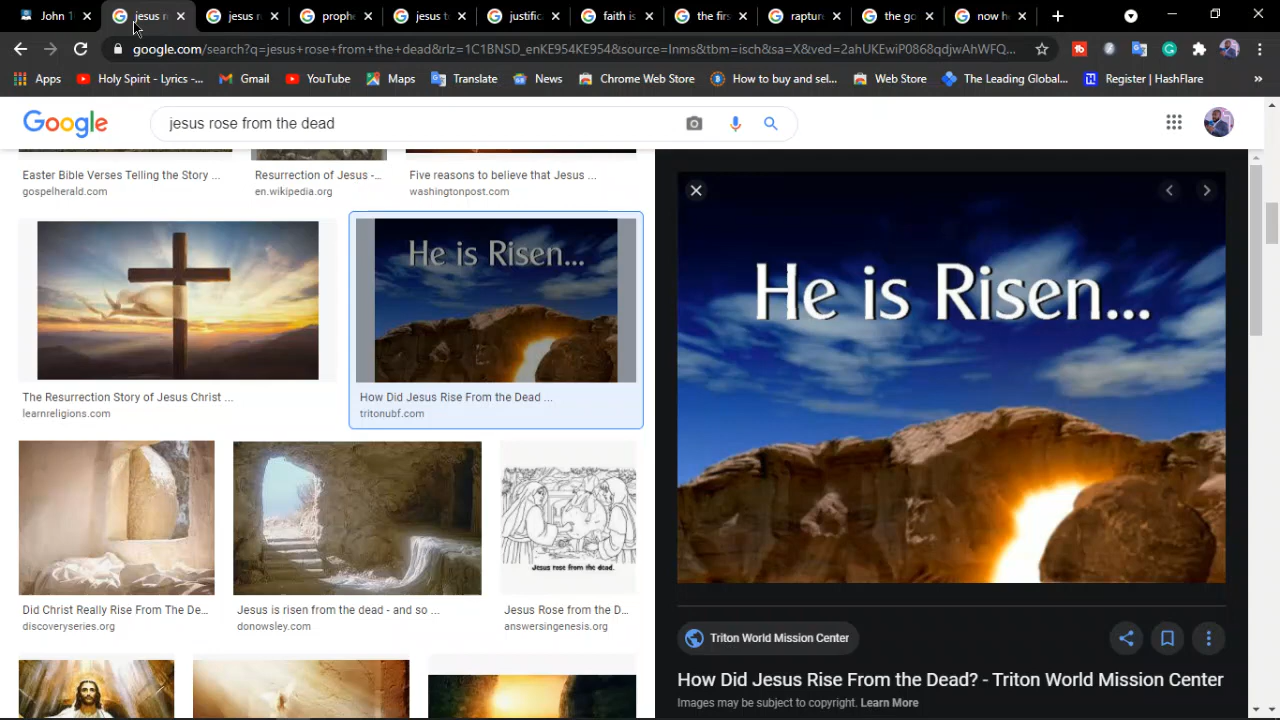 John 1
jesus r
jesus r
prophe
jesus t
justific
faith is
the firs
rapture
the go
now he
google.com/search?q=jesus+rose+from+the+dead&rlz=1C1BNSD_enKE954KE954&source=lnms&tbm=isch&sa=X&ved=2ahUKEwiP0868qdjwAhWFQ...
Apps
Holy Spirit - Lyrics -...
Gmail
YouTube
Maps
Translate
News
Chrome Web Store
How to buy and sel...
Web Store
The Leading Global...
Register | HashFlare
»
Google
jesus rose from the dead
Easter Bible Verses Telling the Story ...
gospelherald.com
Resurrection of Jesus -...
en.wikipedia.org
Five reasons to believe that Jesus ...
washingtonpost.com
He is Risen...
The Resurrection Story of Jesus Christ ...
learnreligions.com
How Did Jesus Rise From the Dead ...
tritonubf.com
Jesus rose from the dead.
Did Christ Really Rise From The De...
discoveryseries.org
Jesus is risen from the dead - and so ...
donowsley.com
Jesus Rose from the D...
answersingenesis.org
He is Risen...
Triton World Mission Center
How Did Jesus Rise From the Dead? - Triton World Mission Center
Images may be subject to copyright. Learn More